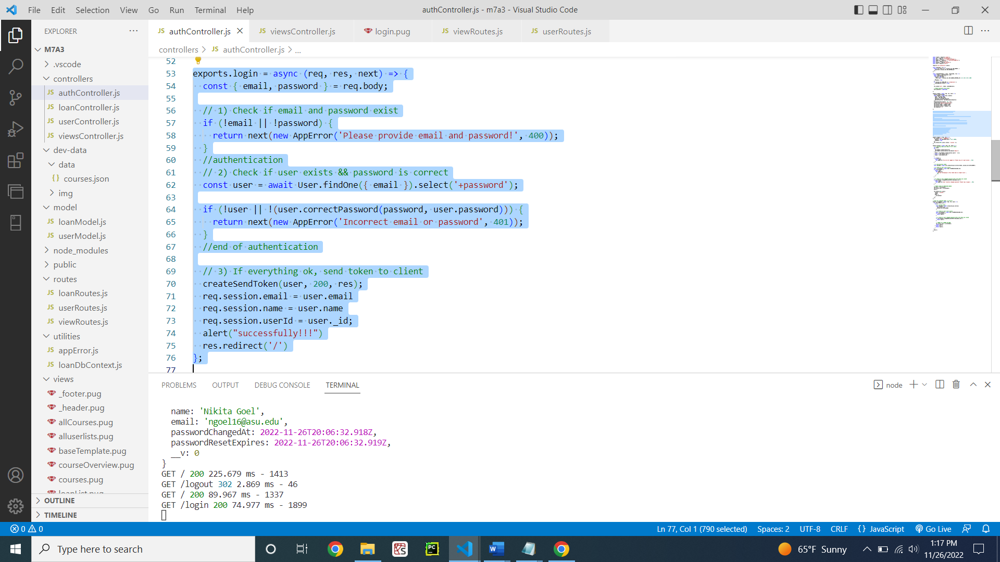 File Edit Selection View Go Run Terminal Help
authController.js - m7a3 - Visual Studio Code
EXPLORER
M7A3
.vscode
controllers
JS authController.js
JS loanController.js
JS userController.js
JS viewsController.js
dev-data
data
{} courses.json
img
model
JS loanModel.js
JS userModel.js
node_modules
public
routes
JS loanRoutes.js
JS userRoutes.js
JS viewRoutes.js
utilities
JS appError.js
JS loanDbContext.js
views
_footer.pug
_header.pug
allCourses.pug
alluserlists.pug
baseTemplate.pug
courseOverview.pug
courses.pug
loanList.pug
OUTLINE
TIMELINE
JS authController.js JS viewsController.js login.pug JS viewRoutes.js JS userRoutes.js
controllers > JS authController.js > ...
52
53 exports.login = async (req, res, next) => {
54 const { email, password } = req.body;
55
56 // 1) Check if email and password exist
57 if (!email || !password) {
58 return next(new AppError('Please provide email and password!', 400));
59 }
60 //authentication
61 // 2) Check if user exists && password is correct
62 const user = await User.findOne({ email }).select('+password');
63
64 if (!user || !(user.correctPassword(password, user.password))) {
65 return next(new AppError('Incorrect email or password', 401));
66 }
67 //end of authentication
68
69 // 3) If everything ok, send token to client
70 createSendToken(user, 200, res);
71 req.session.email = user.email
72 req.session.name = user.name
73 req.session.userId = user._id;
74 alert("successfully!!!")
75 res.redirect('/')
76 };
77
PROBLEMS OUTPUT DEBUG CONSOLE TERMINAL
node
name: 'Nikita Goel',
email: 'ngoel16@asu.edu',
passwordChangedAt: 2022-11-26T20:06:32.918Z,
passwordResetExpires: 2022-11-26T20:06:32.919Z,
__v: 0
}
GET / 200 225.679 ms - 1413
GET /logout 302 2.869 ms - 46
GET / 200 89.967 ms - 1337
GET /login 200 74.977 ms - 1899
0 0
Ln 77, Col 1 (790 selected) Spaces: 2 UTF-8 CRLF {} JavaScript Go Live
Type here to search
PC
W
65°F Sunny
1:17 PM
11/26/2022